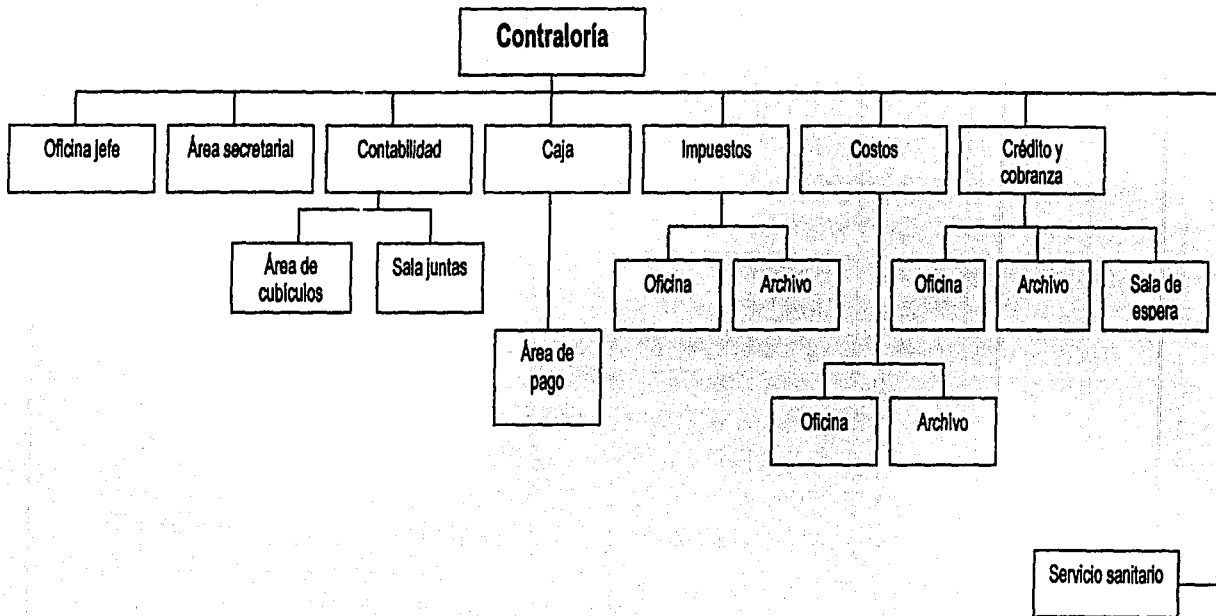 Contraloría
Oficina jefe
Área secretarial
Contabilidad
Caja
Impuestos
Costos
Crédito y
cobranza
Área de
cubículos
Sala juntas
Oficina
Archivo
Oficina
Archivo
Sala de
espera
Área de
pago
Oficina
Archivo
Servicio sanitario